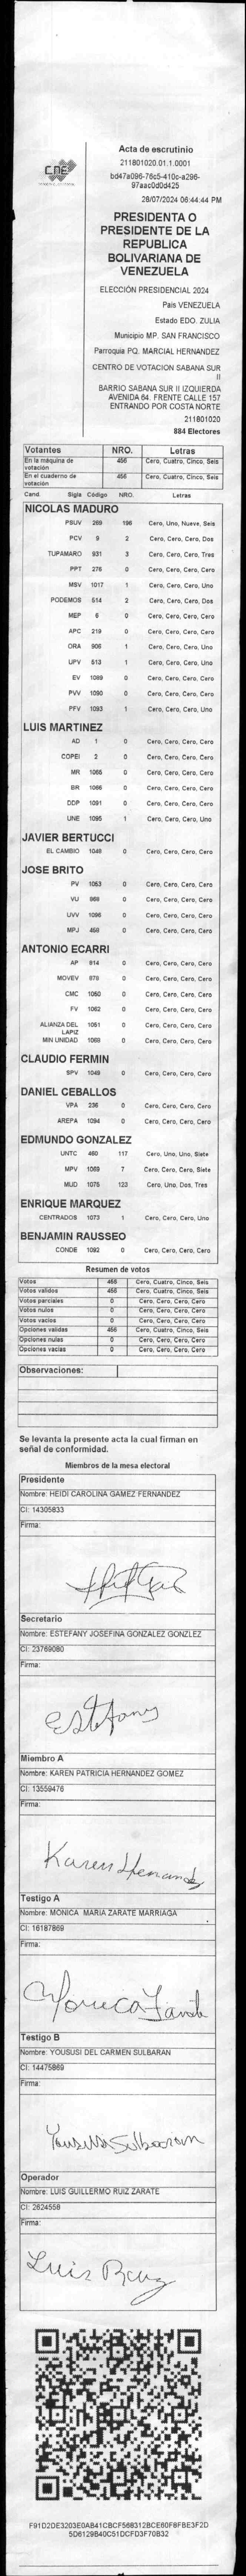 CNE
Acta de escrutinio
211801020.01.1.0001
bd47a096-76c5-410c-a296-
97aac0d0d425
28/07/2024 06:44:44 PM
PRESIDENTA O
PRESIDENTE DE LA
REPUBLICA
BOLIVARIANA DE
VENEZUELA
ELECCIÓN PRESIDENCIAL 2024
Pais VENEZUELA
Estado EDO. ZULIA
Municipio MP. SAN FRANCISCO
Parroquia PQ. MARCIAL HERNANDEZ
CENTRO DE VOTACION SABANA SUR
II
BARRIO SABANA SUR II IZQUIERDA
AVENIDA 64. FRENTE CALLE 157
ENTRANDO POR COSTA NORTE
211801020
884 Electores
Votantes NRO. Letras
En la máquina de votación 456 Cero, Cuatro, Cinco, Seis
En el cuaderno de votación 456 Cero, Cuatro, Cinco, Seis
Cand. Sigla Código NRO. Letras
NICOLAS MADURO
PSUV 269 196 Cero, Uno, Nueve, Seis
PCV 9 2 Cero, Cero, Cero, Dos
TUPAMARO 931 3 Cero, Cero, Cero, Tres
PPT 276 0 Cero, Cero, Cero, Cero
MSV 1017 1 Cero, Cero, Cero, Uno
PODEMOS 514 2 Cero, Cero, Cero, Dos
MEP 6 0 Cero, Cero, Cero, Cero
APC 219 0 Cero, Cero, Cero, Cero
ORA 906 1 Cero, Cero, Cero, Uno
UPV 513 1 Cero, Cero, Cero, Uno
EV 1089 0 Cero, Cero, Cero, Cero
PVV 1090 0 Cero, Cero, Cero, Cero
PFV 1093 1 Cero, Cero, Cero, Uno
LUIS MARTINEZ
AD 1 0 Cero, Cero, Cero, Cero
COPEI 2 0 Cero, Cero, Cero, Cero
MR 1065 0 Cero, Cero, Cero, Cero
BR 1066 0 Cero, Cero, Cero, Cero
DDP 1091 0 Cero, Cero, Cero, Cero
UNE 1095 1 Cero, Cero, Cero, Uno
JAVIER BERTUCCI
EL CAMBIO 1048 0 Cero, Cero, Cero, Cero
JOSE BRITO
PV 1053 0 Cero, Cero, Cero, Cero
VU 968 0 Cero, Cero, Cero, Cero
UVV 1096 0 Cero, Cero, Cero, Cero
MPJ 458 0 Cero, Cero, Cero, Cero
ANTONIO ECARRI
AP 914 0 Cero, Cero, Cero, Cero
MOVEV 978 0 Cero, Cero, Cero, Cero
CMC 1050 0 Cero, Cero, Cero, Cero
FV 1062 0 Cero, Cero, Cero, Cero
ALIANZA DEL LAPIZ 1051 0 Cero, Cero, Cero, Cero
MIN UNIDAD 1068 0 Cero, Cero, Cero, Cero
CLAUDIO FERMIN
SPV 1049 0 Cero, Cero, Cero, Cero
DANIEL CEBALLOS
VPA 236 0 Cero, Cero, Cero, Cero
AREPA 1094 0 Cero, Cero, Cero, Cero
EDMUNDO GONZALEZ
UNTC 460 117 Cero, Uno, Uno, Siete
MPV 1069 7 Cero, Cero, Cero, Siete
MUD 1075 123 Cero, Uno, Dos, Tres
ENRIQUE MARQUEZ
CENTRADOS 1073 1 Cero, Cero, Cero, Uno
BENJAMIN RAUSSEO
CONDE 1092 0 Cero, Cero, Cero, Cero
Resumen de votos
Votos 456 Cero, Cuatro, Cinco, Seis
Votos validos 456 Cero, Cuatro, Cinco, Seis
Votos parciales 0 Cero, Cero, Cero, Cero
Votos nulos 0 Cero, Cero, Cero, Cero
Votos vacios 0 Cero, Cero, Cero, Cero
Opciones validas 456 Cero, Cuatro, Cinco, Seis
Opciones nulas 0 Cero, Cero, Cero, Cero
Opciones vacias 0 Cero, Cero, Cero, Cero
Observaciones:
Se levanta la presente acta la cual firman en
señal de conformidad.
Miembros de la mesa electoral
Presidente
Nombre: HEIDI CAROLINA GAMEZ FERNANDEZ
CI: 14305833
Firma:
Secretario
Nombre: ESTEFANY JOSEFINA GONZALEZ GONZLEZ
CI: 23769080
Firma:
Estefany
Miembro A
Nombre: KAREN PATRICIA HERNANDEZ GOMEZ
CI: 13559476
Firma:
Karen Hernandez
Testigo A
Nombre: MONICA MARIA ZARATE MARRIAGA
CI: 16187869
Firma:
Monica Zarate
Testigo B
Nombre: YOUSUSI DEL CARMEN SULBARAN
CI: 14475869
Firma:
Yoususi Sulbaran
Operador
Nombre: LUIS GUILLERMO RUIZ ZARATE
CI: 2624558
Firma:
Luis Ruiz
F91D2DE3203E0AB41CBCF568312BCE60F8FBE3F2D
5D6129B40C51DCFD3F70B32